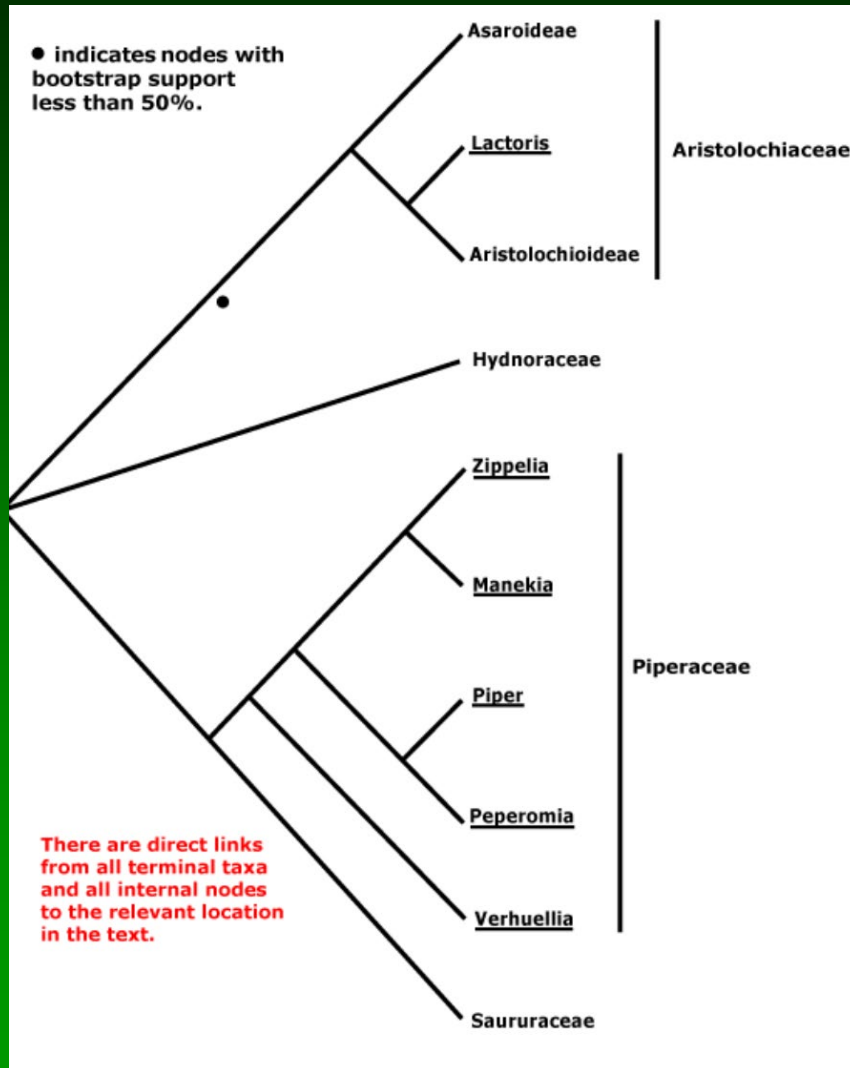 ● indicates nodes with
bootstrap support
less than 50%.
Asaroideae
Lactoris
Aristolochiaceae
Aristolochioideae
Hydnoraceae
Zippelia
Manekia
Piperaceae
Piper
Peperomia
There are direct links
from all terminal taxa
and all internal nodes
to the relevant location
in the text.
Verhuellia
Saururaceae